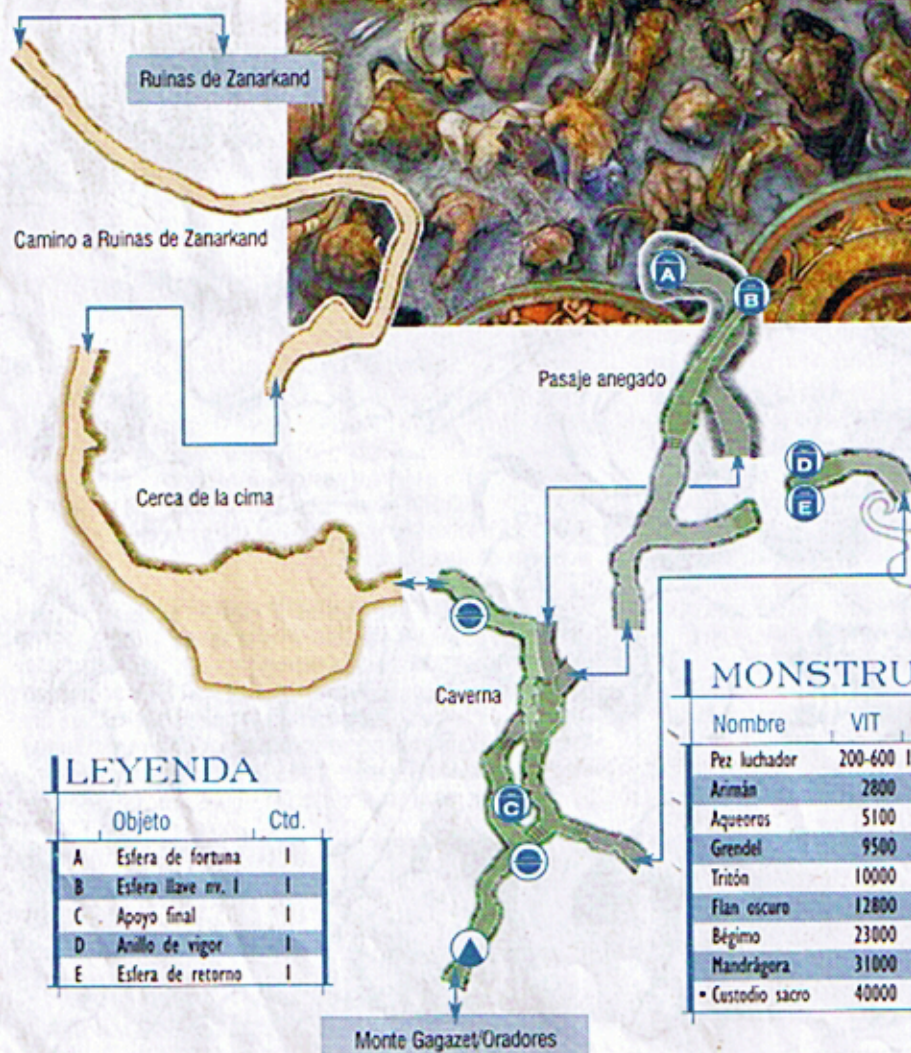 Ruinas de Zanarkand
Camino a Ruinas de Zanarkand
A
B
Pasaje anegado
D
E
Cerca de la cima
Caverna
C
LEYENDA
Objeto Ctd.
A Esfera de fortuna 1
B Esfera llave nv. 1 1
C Apoyo final 1
D Anillo de vigor 1
E Esfera de retorno 1
MONSTRU
Nombre VIT
Pez luchador 200-600
Arimán 2800
Aqueoros 5100
Grendel 9500
Tritón 10000
Flan oscuro 12800
Bégimo 23000
Mandrágora 31000
• Custodio sacro 40000
Monte Gagazet/Oradores